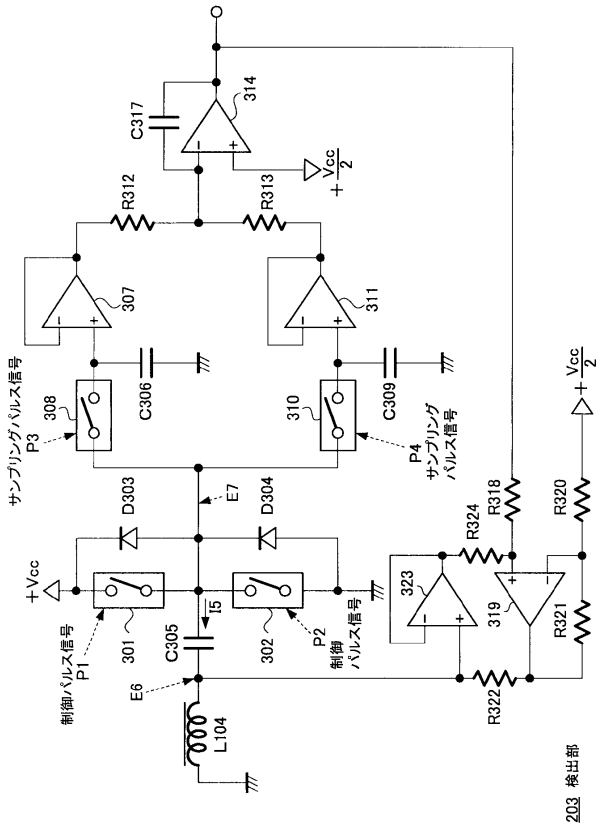 C317
314
+Vcc/2
R312
R313
307
311
サンプリングパルス信号
P3
308
C306
310
C309
P4
サンプリング
パルス信号
D303
E7
D304
+Vcc
301
302
I5
C305
制御パルス信号
P1
P2
制御
パルス信号
E6
L104
R324
R318
R320
+Vcc/2
323
319
R321
R322
203 検出部